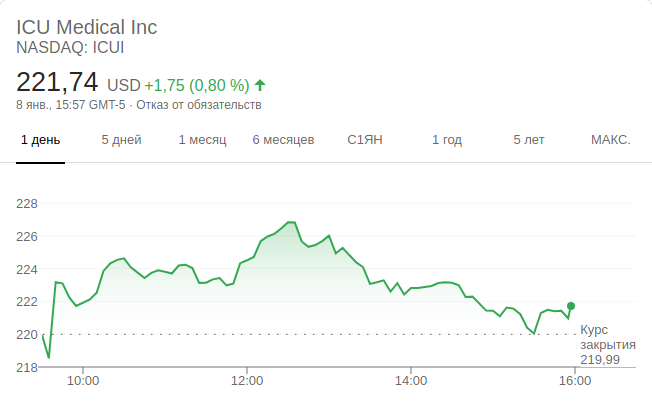 ICU Medical Inc
NASDAQ: ICUI
221,74 USD +1,75 (0,80 %)
8 янв., 15:57 GMT-5 · Отказ от обязательств
1 день 5 дней 1 месяц 6 месяцев С1ЯН 1 год 5 лет МАКС.
228
226
224
222
220
218
Курс
закрытия
219,99
10:00 12:00 14:00 16:00